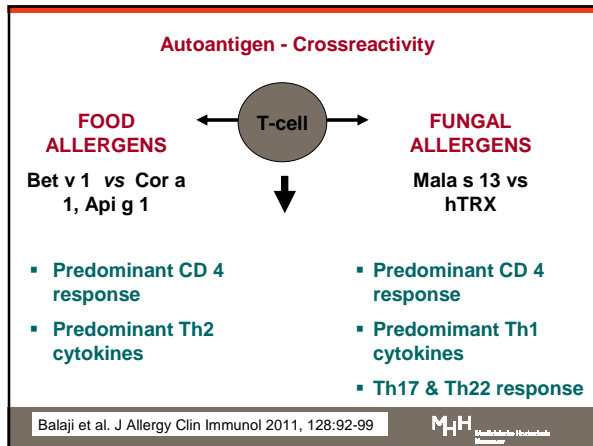 Autoantigen - Crossreactivity
T-cell
FOOD
ALLERGENS
Bet v 1 vs Cor a
1, Api g 1
▪ Predominant CD 4
response
▪ Predominant Th2
cytokines
FUNGAL
ALLERGENS
Mala s 13 vs
hTRX
▪ Predominant CD 4
response
▪ Predomimant Th1
cytokines
▪ Th17 & Th22 response
Balaji et al. J Allergy Clin Immunol 2011, 128:92-99
MHH